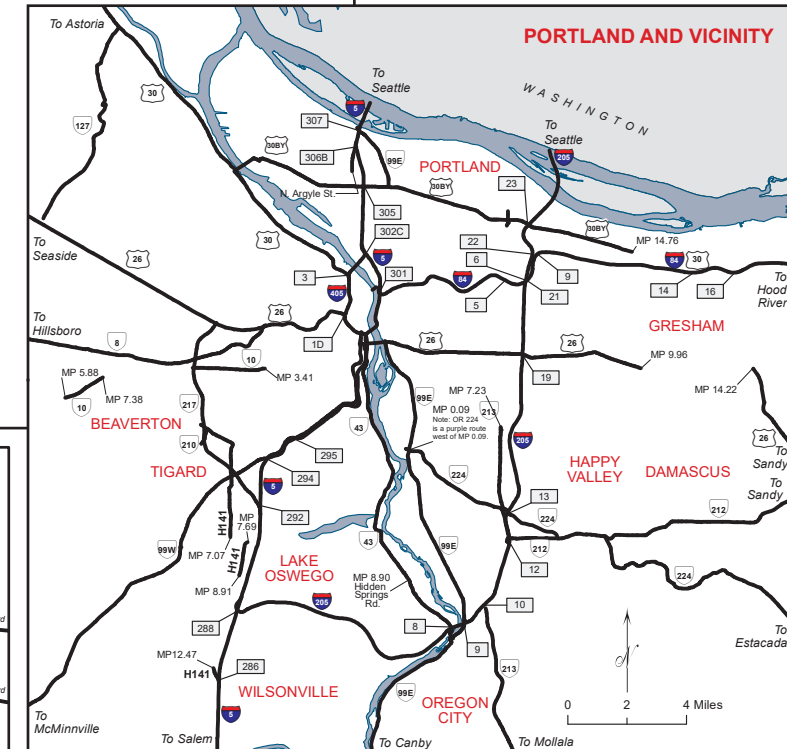 PORTLAND AND VICINITY
To Astoria
To
Seattle
WASHINGTON
To
Seattle
30
5
307
127
30BY
306B
99E
205
PORTLAND
23
30BY
N. Argyle St.
305
30BY
MP 14.76
302C
22
30
To
Seaside
26
5
6
84
30
3
301
84
9
405
21
14
16
To
Hood
River
5
To
Hillsboro
26
GRESHAM
8
1D
26
26
10
19
MP 9.96
MP 5.88
MP 3.41
MP 7.38
10
217
99E
MP 7.23
MP 14.22
MP 0.09
Note: OR 224
is a purple route
west of MP 0.09.
213
BEAVERTON
43
210
205
26
295
To
Sandy
TIGARD
294
224
HAPPY
VALLEY
DAMASCUS
To
Sandy
5
13
292
212
H141
MP
7.69
224
99W
43
99E
212
MP 7.07
H141
LAKE
OSWEGO
12
224
MP 8.91
MP 8.90
Hidden
Springs
Rd.
205
10
288
8
To
Estacada
9
MP12.47
286
213
H141
WILSONVILLE
99E
OREGON
CITY
0
2
4 Miles
5
To
McMinnville
To Salem
To Canby
To Mollala